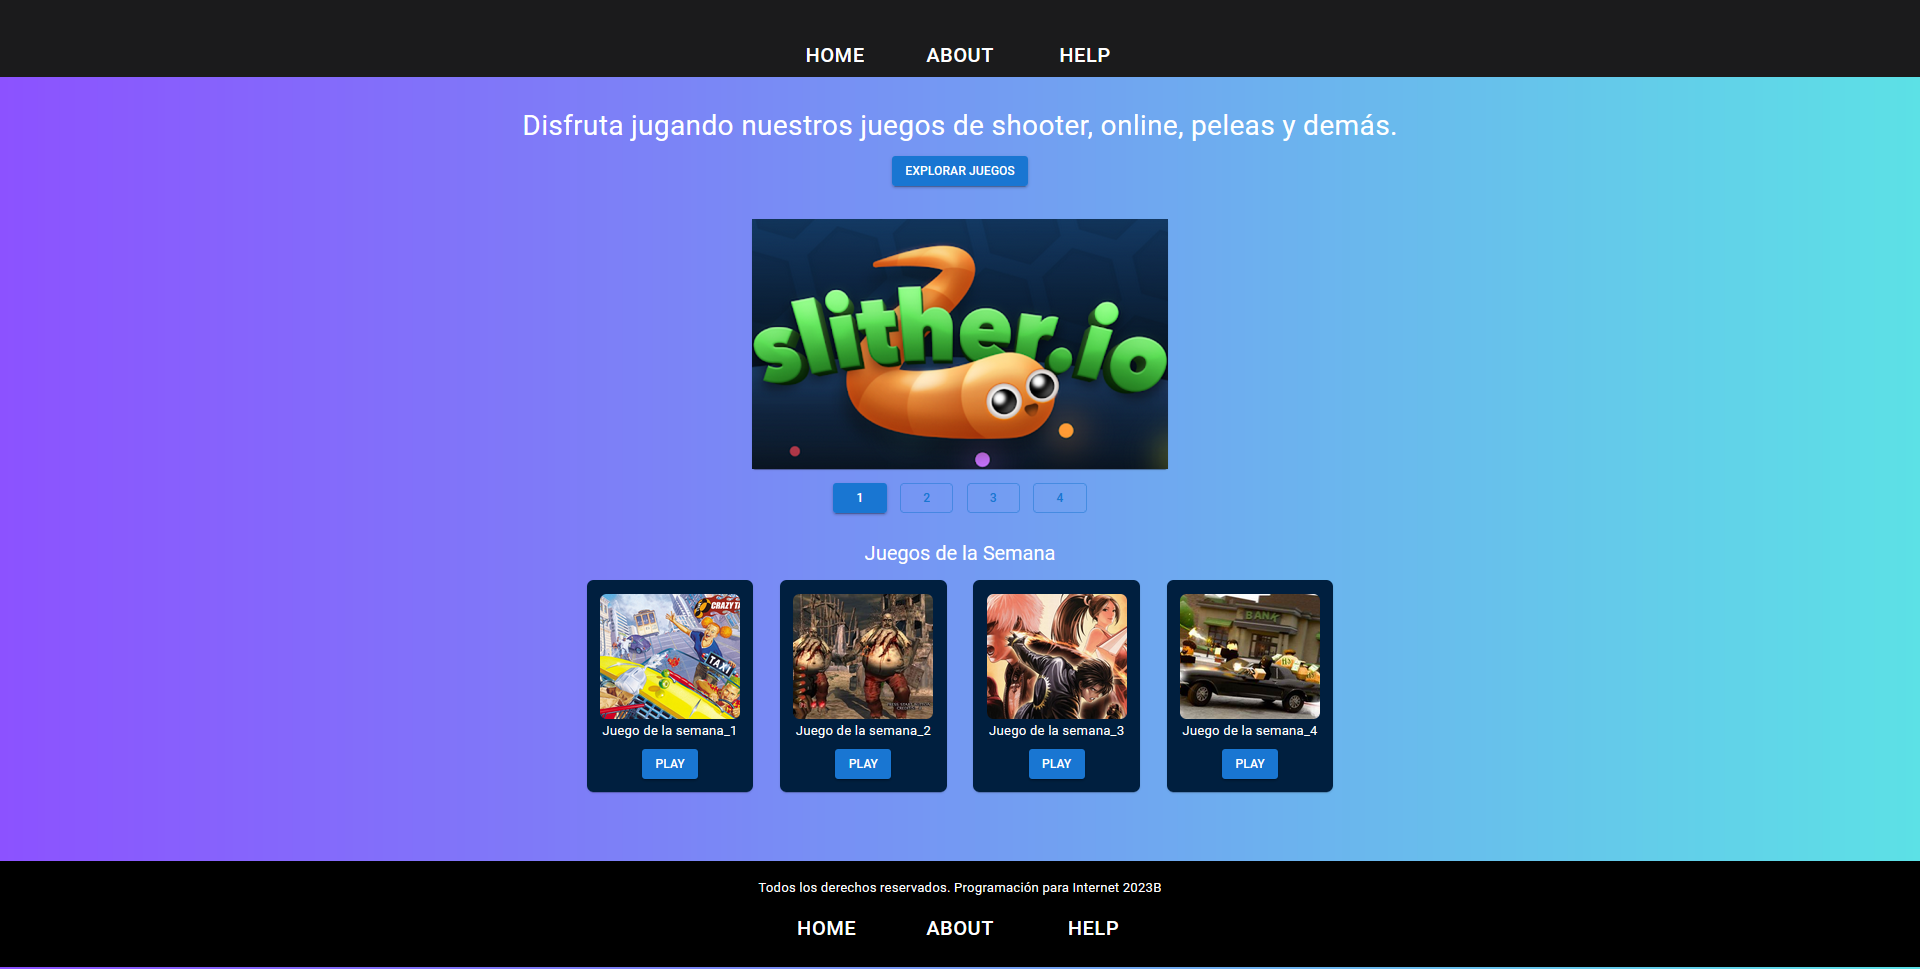 HOME ABOUT HELP
Disfruta jugando nuestros juegos de shooter, online, peleas y demás.
EXPLORAR JUEGOS
slither.io
1 2 3 4
Juegos de la Semana
CRAZY TA
TAXI
BANK
Juego de la semana_1 Juego de la semana_2 Juego de la semana_3 Juego de la semana_4
PLAY PLAY PLAY PLAY
Todos los derechos reservados. Programación para Internet 2023B
HOME ABOUT HELP